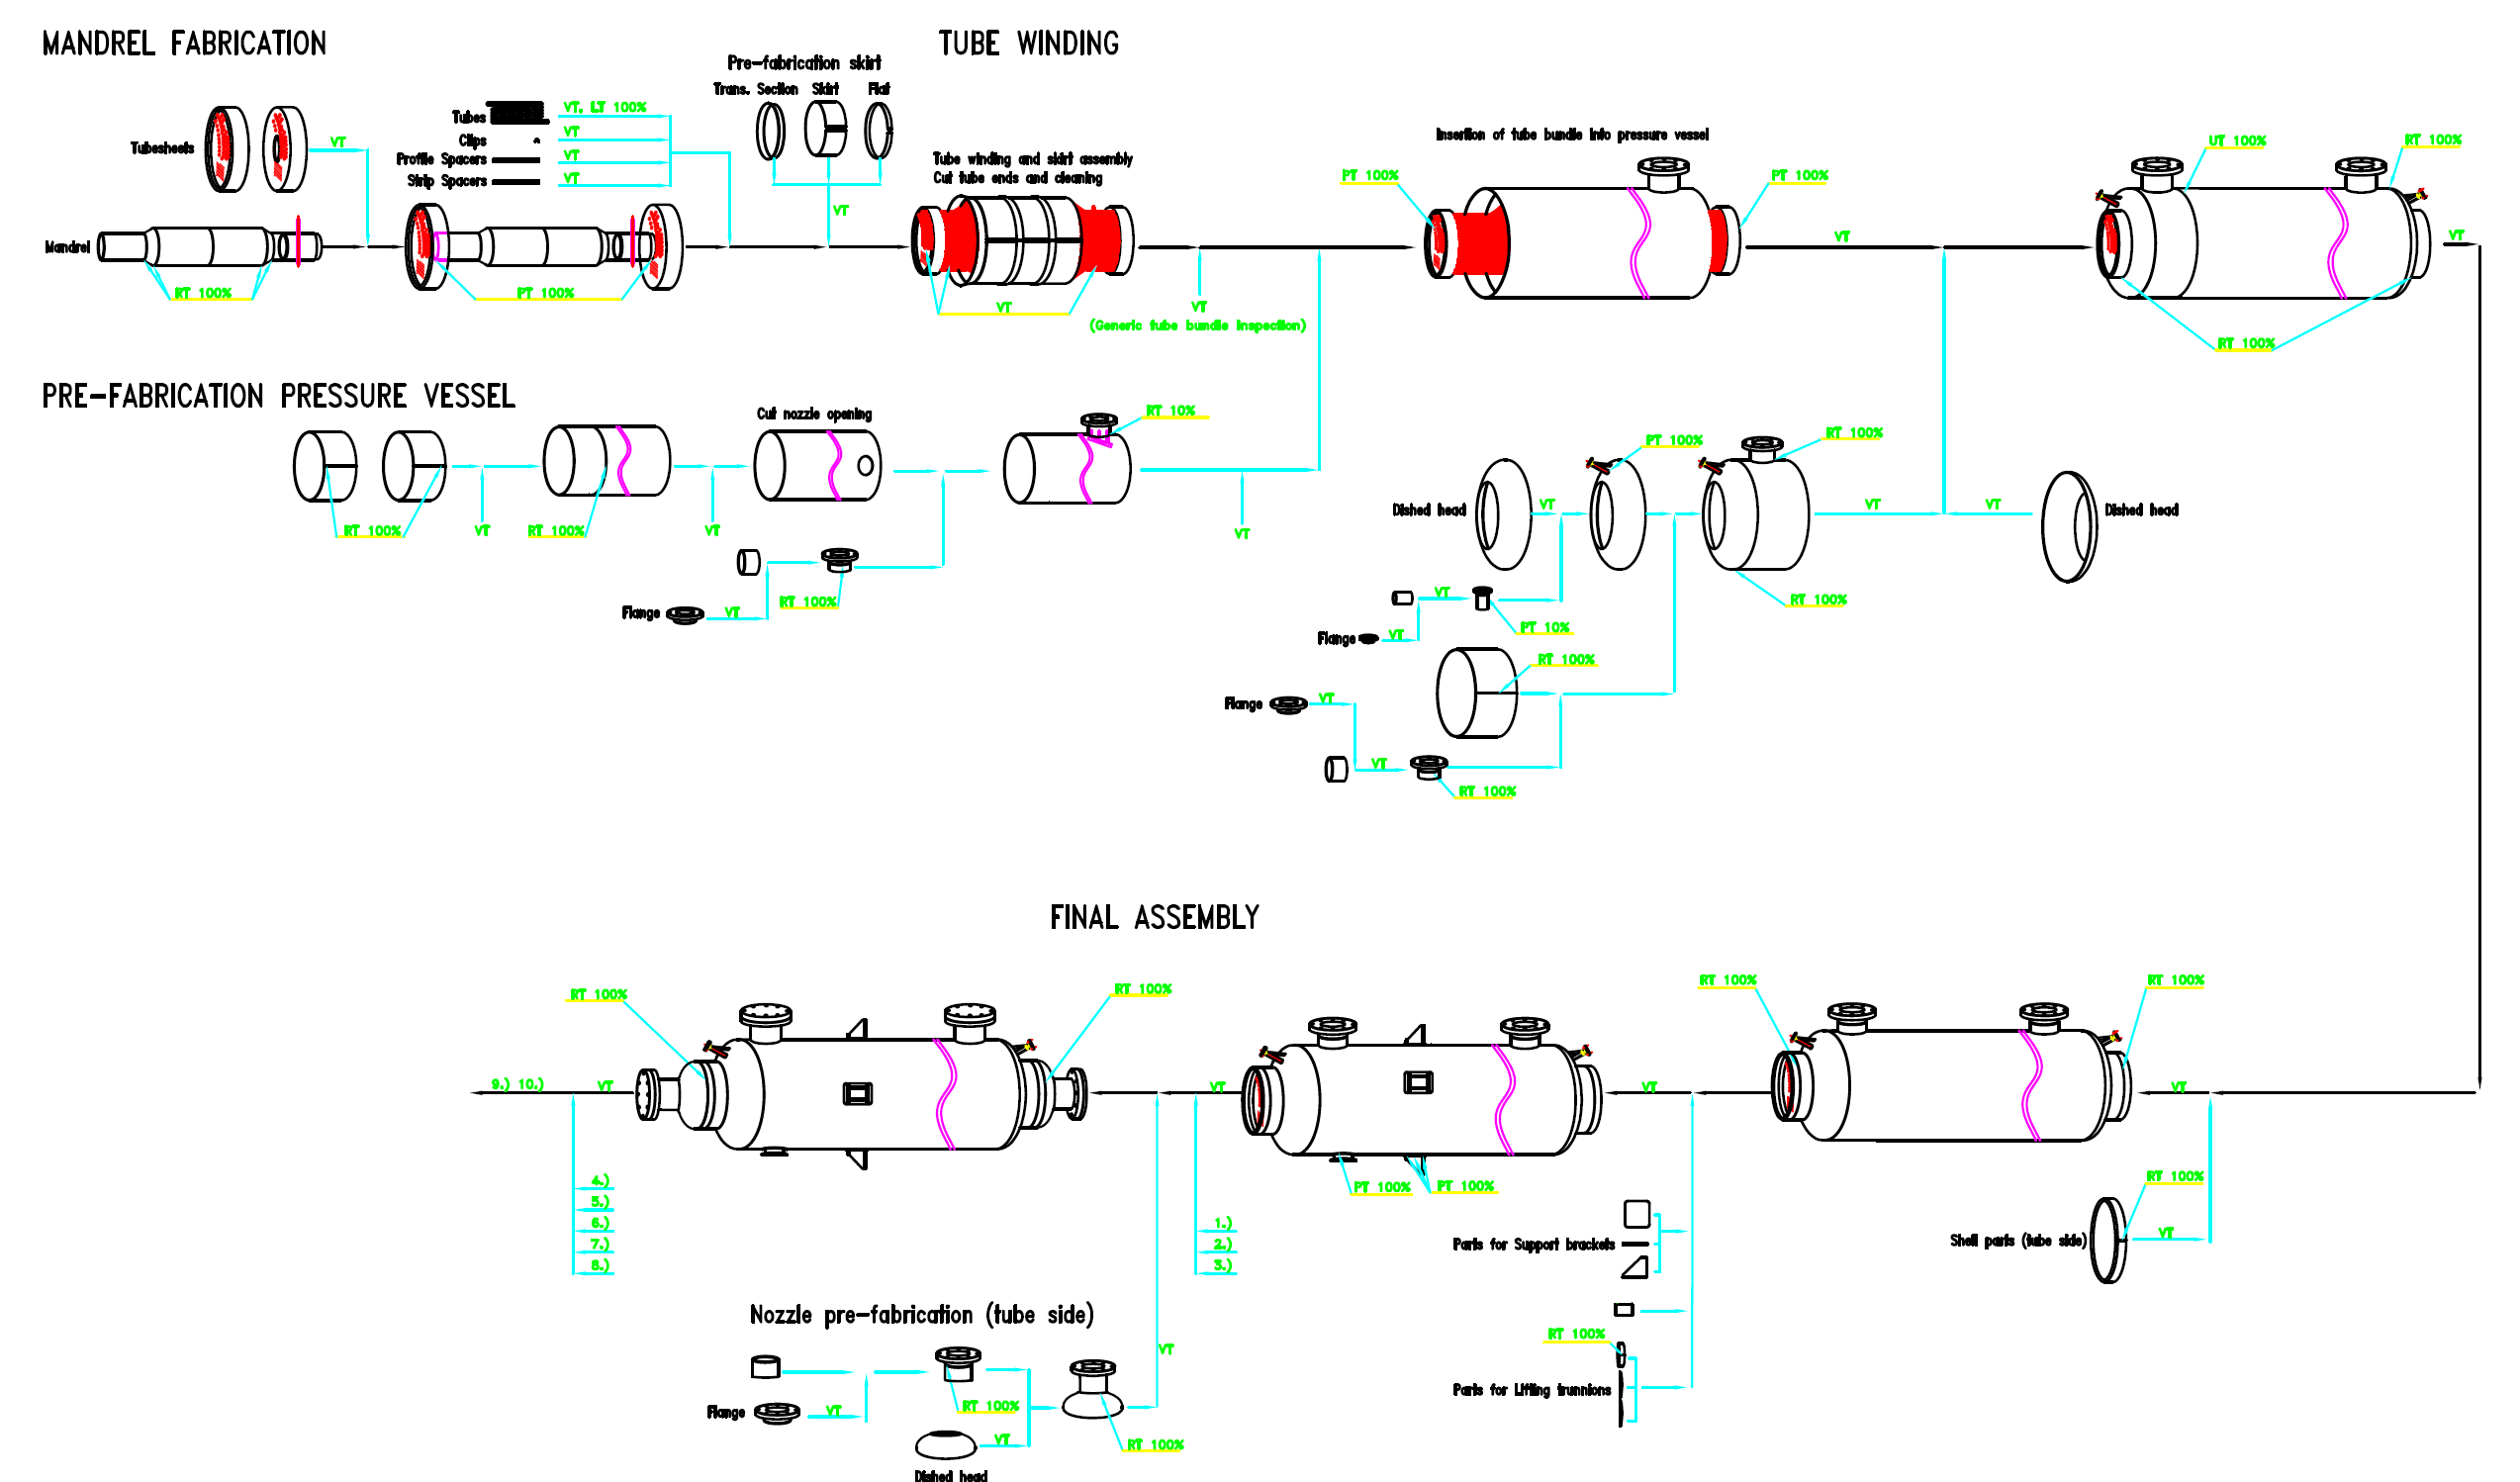 MANDREL FABRICATION
TUBE WINDING
Pre-fabrication skirt
Trans. Section Skirt Flat
Tubes
VT, LT 100%
Clips
VT
Profile Spacers
VT
Strip Spacers
VT
Tubesheets
VT
Mandrel
RT 100%
PT 100%
VT
Tube winding and skirt assembly
Cut tube ends and cleaning
VT
VT
(Generic tube bundle inspection)
Insertion of tube bundle into pressure vessel
PT 100%
PT 100%
VT
UT 100%
RT 100%
VT
RT 100%
PRE-FABRICATION PRESSURE VESSEL
RT 100%
VT
RT 100%
VT
Cut nozzle opening
RT 10%
VT
Flange
VT
RT 100%
Dished head
VT
PT 100%
RT 100%
VT
VT
Dished head
RT 100%
VT
Flange
VT
PT 10%
RT 100%
Flange
VT
VT
RT 100%
FINAL ASSEMBLY
RT 100%
RT 100%
9.) 10.)
VT
4.)
5.)
6.)
7.)
8.)
VT
1.)
2.)
3.)
PT 100%
PT 100%
VT
RT 100%
RT 100%
VT
RT 100%
Shell parts (tube side)
VT
Parts for Support brackets
RT 100%
Parts for Lifting trunnions
Nozzle pre-fabrication (tube side)
VT
Flange
VT
RT 100%
VT
RT 100%
Dished head